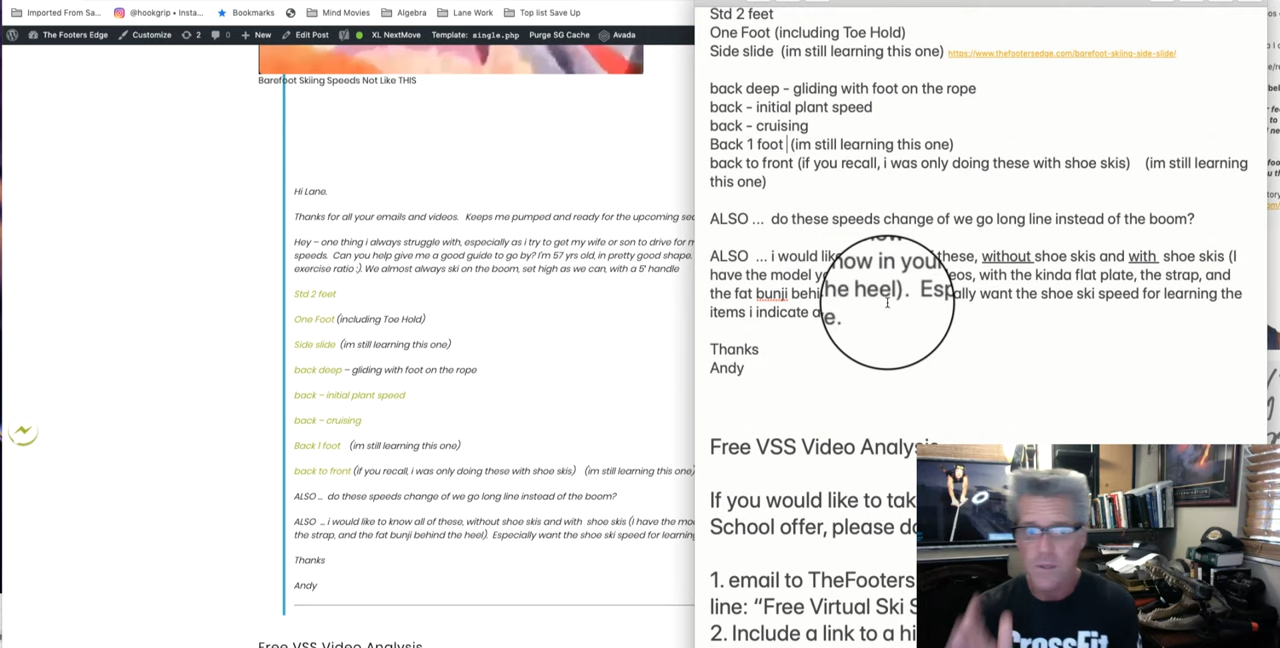 Imported From Sa...
@hookgrip • Insta...
Bookmarks
Mind Movies
Algebra
Lane Work
Top list Save Up
The Footers Edge
Customize
2
0
New
Edit Post
XL NextMove
Template: single.php
Purge SG Cache
Avada
Barefoot Skiing Speeds Not Like THIS
Hi Lane.
Thanks for all your emails and videos. Keeps me pumped and ready for the upcoming sea
Hey – one thing i always struggle with, especially as i try to get my wife or son to drive for m
speeds. Can you help give me a good guide to go by? I'm 57 yrs old, in pretty good shape.
exercise ratio ;). We almost always ski on the boom, set high as we can, with a 5' handle
Std 2 feet
One Foot (including Toe Hold)
Side slide (im still learning this one)
back deep – gliding with foot on the rope
back – initial plant speed
back – cruising
Back 1 foot (im still learning this one)
back to front (if you recall, i was only doing these with shoe skis) (im still learning this one)
ALSO ... do these speeds change of we go long line instead of the boom?
ALSO ... i would like to know all of these, without shoe skis and with shoe skis (I have the mo
the strap, and the fat bunji behind the heel). Especially want the shoe ski speed for learning
Thanks
Andy
Free VSS Video Analysis
Std 2 feet
One Foot (including Toe Hold)
Side slide (im still learning this one) https://www.thefootersedge.com/barefoot-skiing-side-slide/
back deep - gliding with foot on the rope
back - initial plant speed
back - cruising
Back 1 foot (im still learning this one)
back to front (if you recall, i was only doing these with shoe skis) (im still learning
this one)
ALSO ... do these speeds change of we go long line instead of the boom?
ALSO ... i would lik now in your these, without shoe skis and with shoe skis (I
have the model y eos, with the kinda flat plate, the strap, and
the fat bunji behi he heel). Esp ally want the shoe ski speed for learning the
items i indicate a e.
Thanks
Andy
Free VSS Video Analysis
If you would like to tak
School offer, please do
1. email to TheFooters
line: "Free Virtual Ski S
2. Include a link to a hi
CrossFit